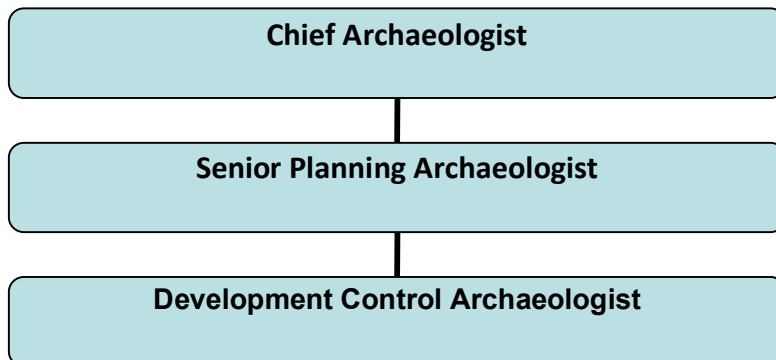 Chief Archaeologist
Senior Planning Archaeologist
Development Control Archaeologist